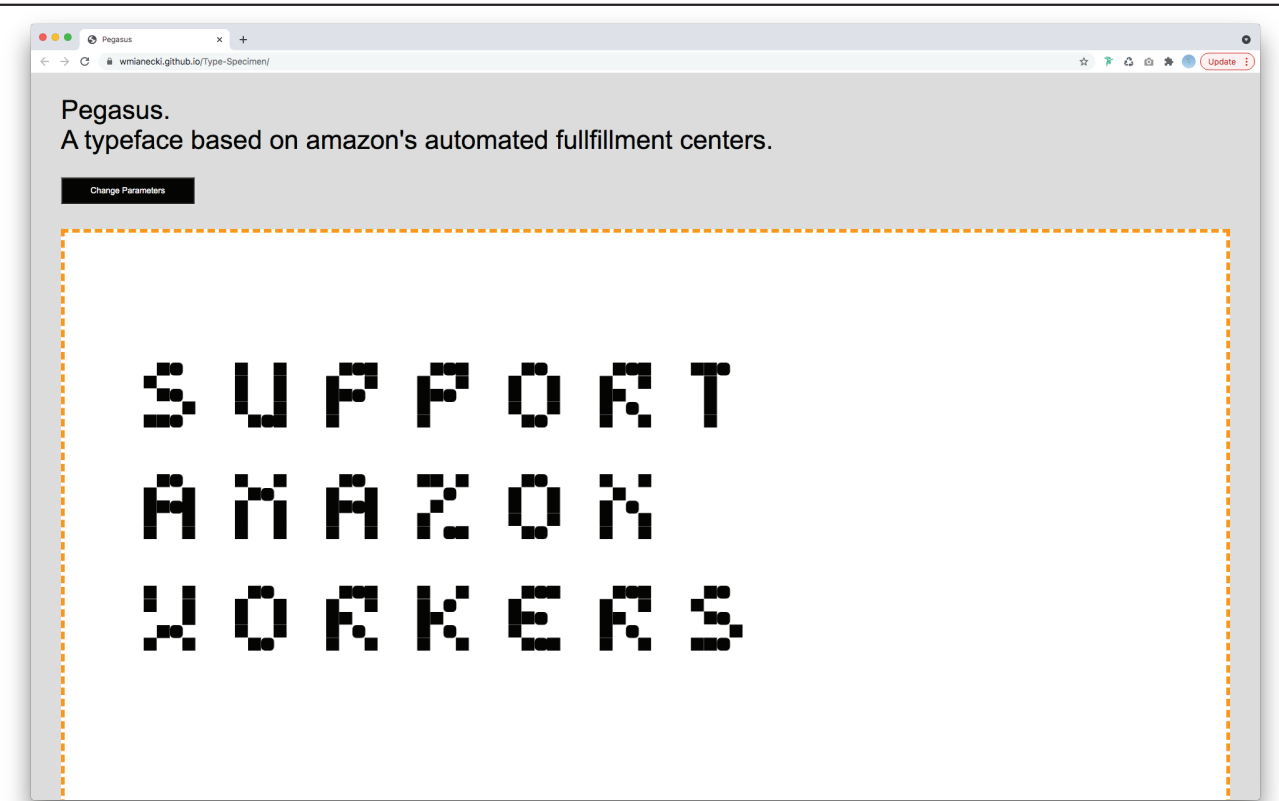 Pegasus
wmianecki.github.io/Type-Specimen/
Update
Pegasus.
A typeface based on amazon's automated fullfillment centers.
Change Parameters
SUPPORT
AMAZON
WORKERS